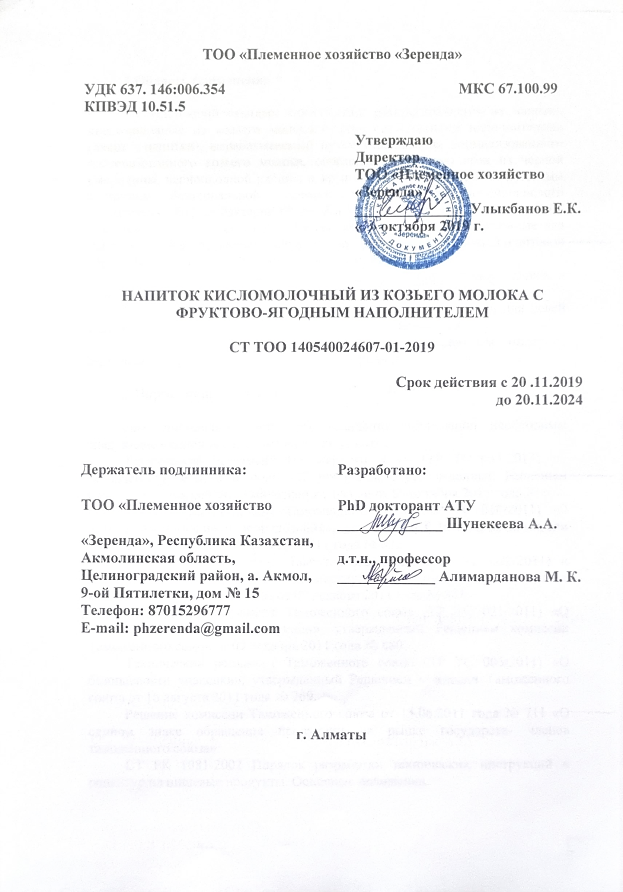 ТОО «Племенное хозяйство «Зеренда»
УДК 637. 146:006.354 МКС 67.100.99
КПВЭД 10.51.5
Утверждаю
Директор
ТОО «Племенное хозяйство
«Зеренда»
Улыкбанов Е.К.
октября 2019 г.
НАПИТОК КИСЛОМОЛОЧНЫЙ ИЗ КОЗЬЕГО МОЛОКА С
ФРУКТОВО-ЯГОДНЫМ НАПОЛНИТЕЛЕМ
СТ ТОО 140540024607-01-2019
Срок действия с 20 .11.2019
до 20.11.2024
Держатель подлинника: Разработано:
ТОО «Племенное хозяйство PhD докторант АТУ
Шунекеева А.А.
«Зеренда», Республика Казахстан,
Акмолинская область, д.т.н., профессор
Целиноградский район, а. Акмол, Алимарданова М. К.
9-ой Пятилетки, дом № 15
Телефон: 87015296777
E-mail: phzerenda@gmail.com
г. Алматы